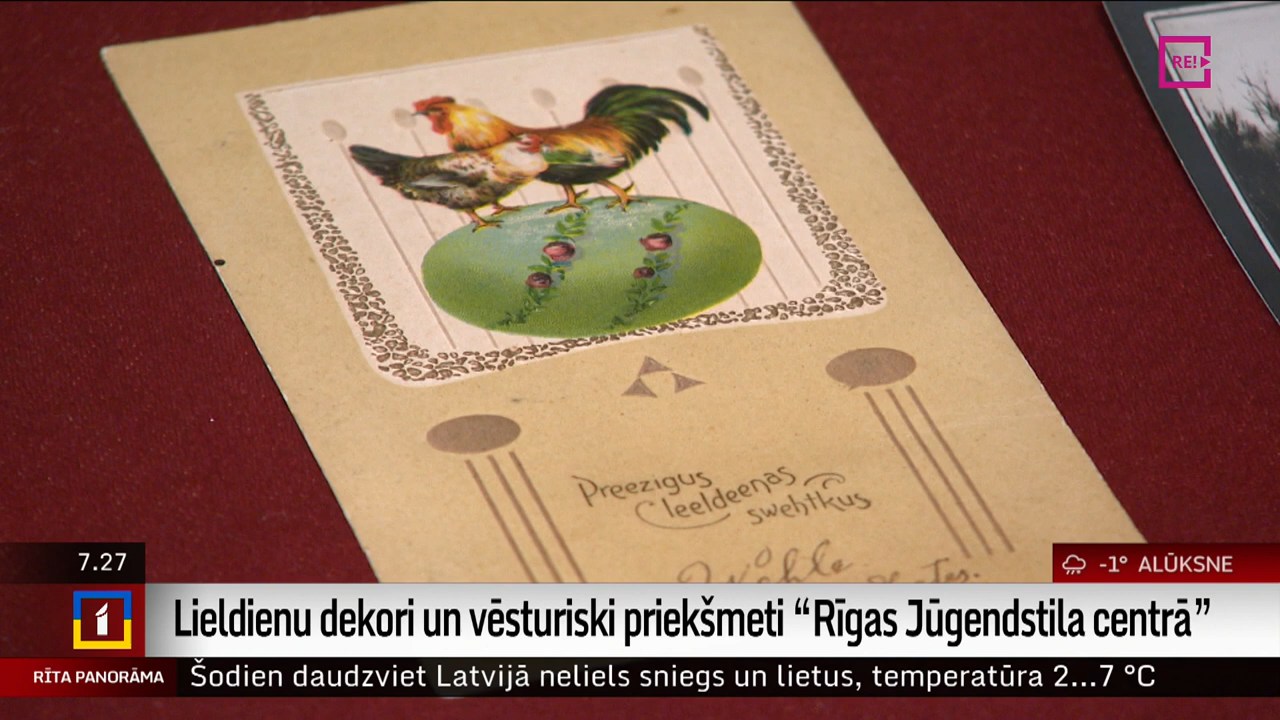 RE!
Preezigus
leeldeenas
swehtkus
7.27
-1° ALŪKSNE
1
Lieldienu dekori un vēsturiski priekšmeti “Rīgas Jūgendstila centrā”
RĪTA PANORĀMA
Šodien daudzviet Latvijā neliels sniegs un lietus, temperatūra 2...7 °C